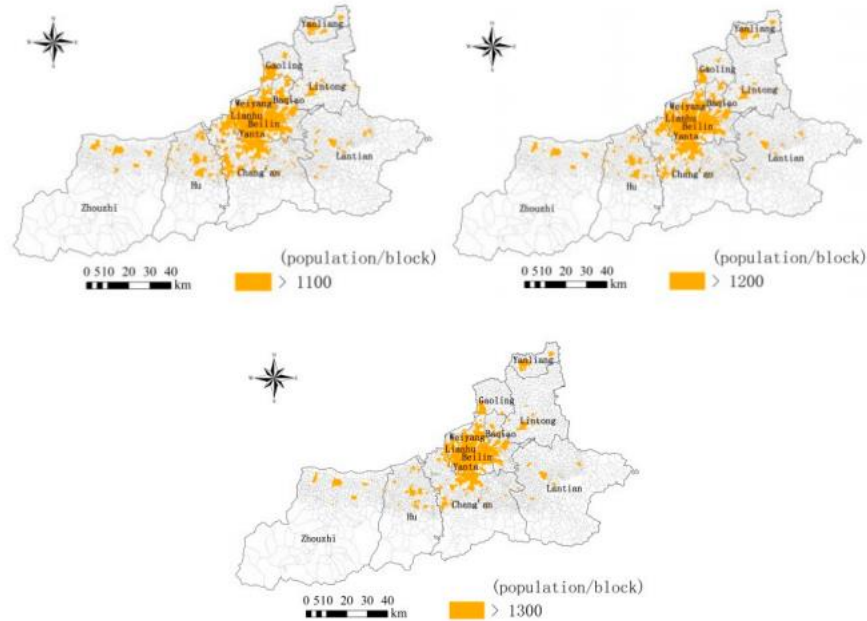 Yanliang
Gaoling
Lintong
Weiyang
Baqiao
Lianhu
Beilin
Yanta
Lantian
Chang'an
Hu
Zhouzhi
(population/block)
0 510 20 30 40
km
> 1100
Yanliang
Gaoling
Lintong
Weiyang
Baqiao
Lianhu
Beilin
Yanta
Lantian
Chang'an
Hu
Zhouzhi
(population/block)
0 510 20 30 40
km
> 1200
Yanliang
Gaoling
Lintong
Weiyang
Baqiao
Lianhu
Beilin
Yanta
Lantian
Chang'an
Hu
Zhouzhi
(population/block)
0 510 20 30 40
km
> 1300